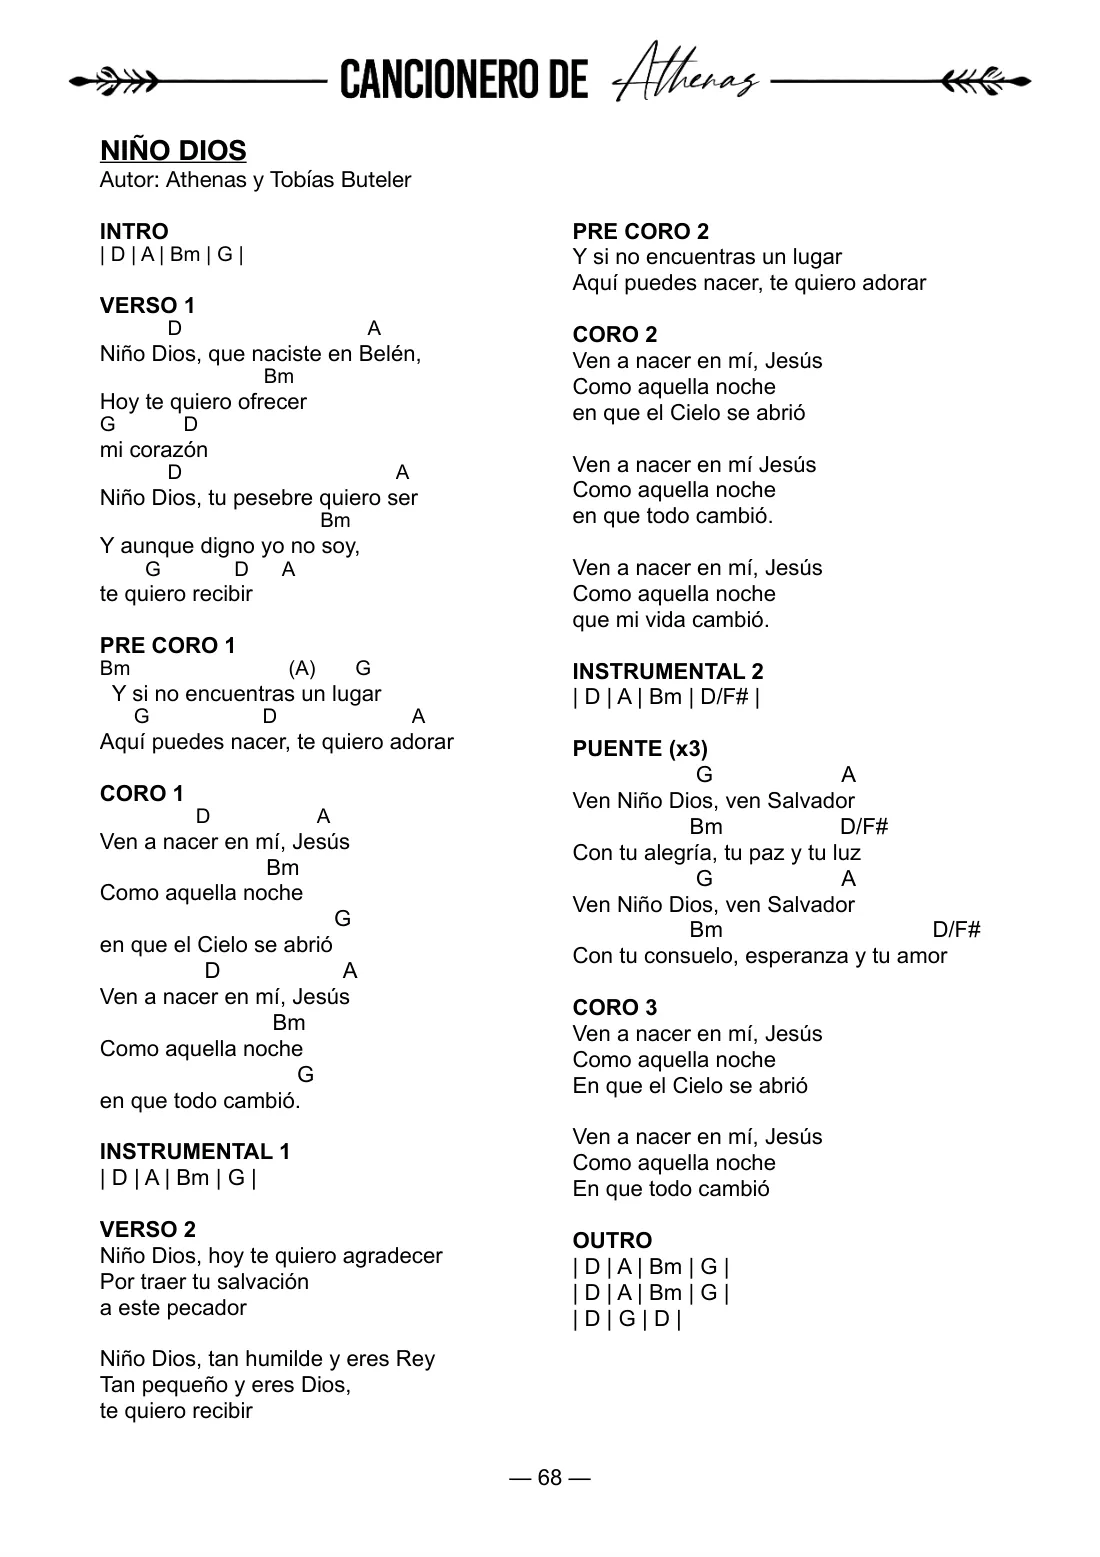 CANCIONERO DE Athenas
NIÑO DIOS
Autor: Athenas y Tobías Buteler
INTRO
| D | A | Bm | G |
VERSO 1
D A
Niño Dios, que naciste en Belén,
Bm
Hoy te quiero ofrecer
G D
mi corazón
D A
Niño Dios, tu pesebre quiero ser
Bm
Y aunque digno yo no soy,
G D A
te quiero recibir
PRE CORO 1
Bm (A) G
Y si no encuentras un lugar
G D A
Aquí puedes nacer, te quiero adorar
CORO 1
D A
Ven a nacer en mí, Jesús
Bm
Como aquella noche
G
en que el Cielo se abrió
D A
Ven a nacer en mí, Jesús
Bm
Como aquella noche
G
en que todo cambió.
INSTRUMENTAL 1
| D | A | Bm | G |
VERSO 2
Niño Dios, hoy te quiero agradecer
Por traer tu salvación
a este pecador
Niño Dios, tan humilde y eres Rey
Tan pequeño y eres Dios,
te quiero recibir
PRE CORO 2
Y si no encuentras un lugar
Aquí puedes nacer, te quiero adorar
CORO 2
Ven a nacer en mí, Jesús
Como aquella noche
en que el Cielo se abrió
Ven a nacer en mí Jesús
Como aquella noche
en que todo cambió.
Ven a nacer en mí, Jesús
Como aquella noche
que mi vida cambió.
INSTRUMENTAL 2
| D | A | Bm | D/F# |
PUENTE (x3)
G A
Ven Niño Dios, ven Salvador
Bm D/F#
Con tu alegría, tu paz y tu luz
G A
Ven Niño Dios, ven Salvador
Bm D/F#
Con tu consuelo, esperanza y tu amor
CORO 3
Ven a nacer en mí, Jesús
Como aquella noche
En que el Cielo se abrió
Ven a nacer en mí, Jesús
Como aquella noche
En que todo cambió
OUTRO
| D | A | Bm | G |
| D | A | Bm | G |
| D | G | D |
— 68 —